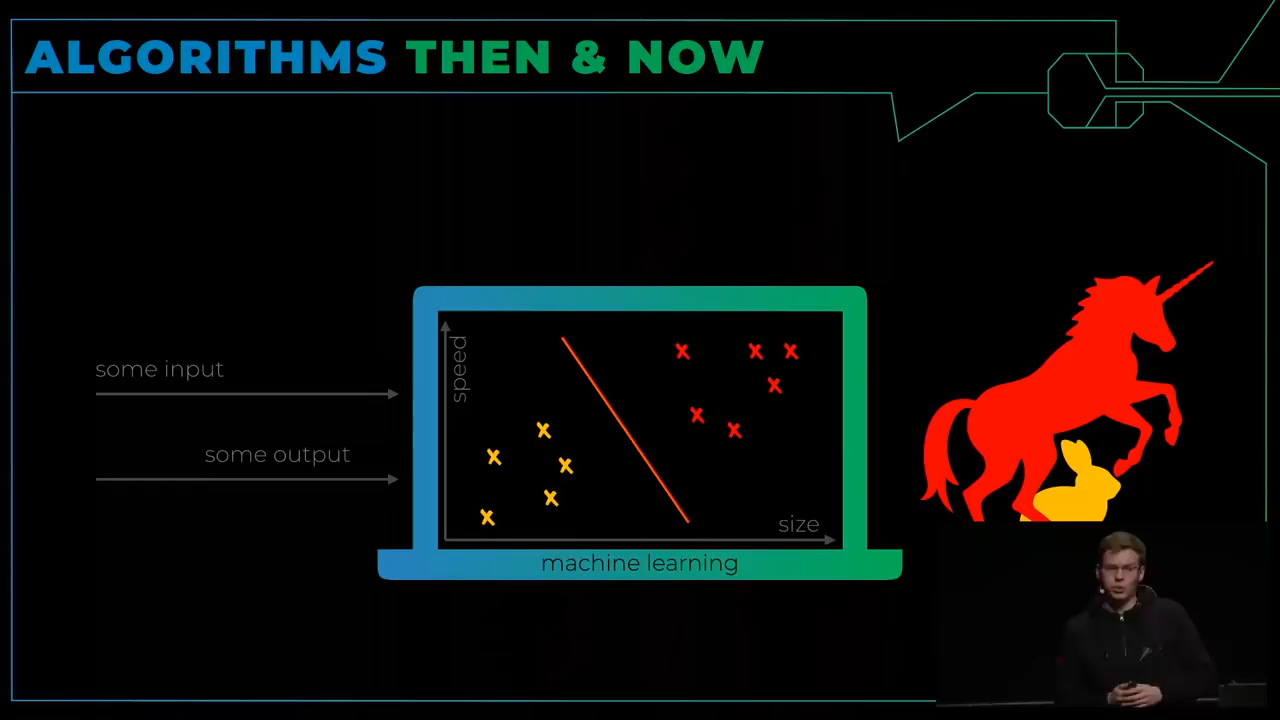 ALGORITHMS THEN & NOW
some input
some output
speed
size
machine learning